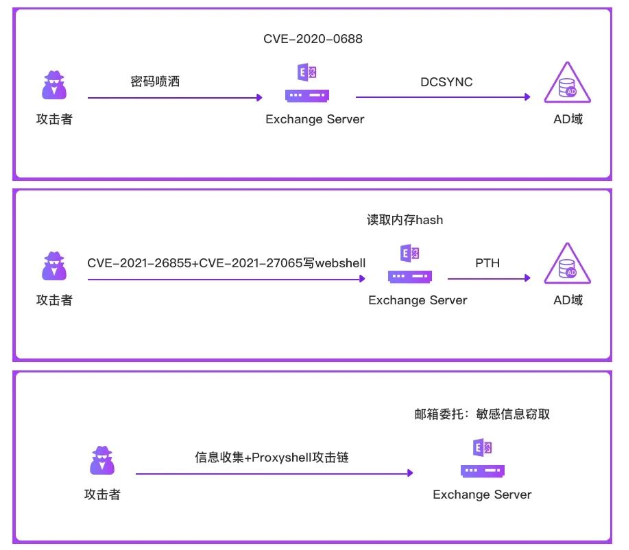 CVE-2020-0688
密码喷洒
DCSYNC
攻击者
Exchange Server
AD域
读取内存hash
CVE-2021-26855+CVE-2021-27065写webshell
PTH
攻击者
Exchange Server
AD域
邮箱委托：敏感信息窃取
信息收集+Proxyshell攻击链
攻击者
Exchange Server